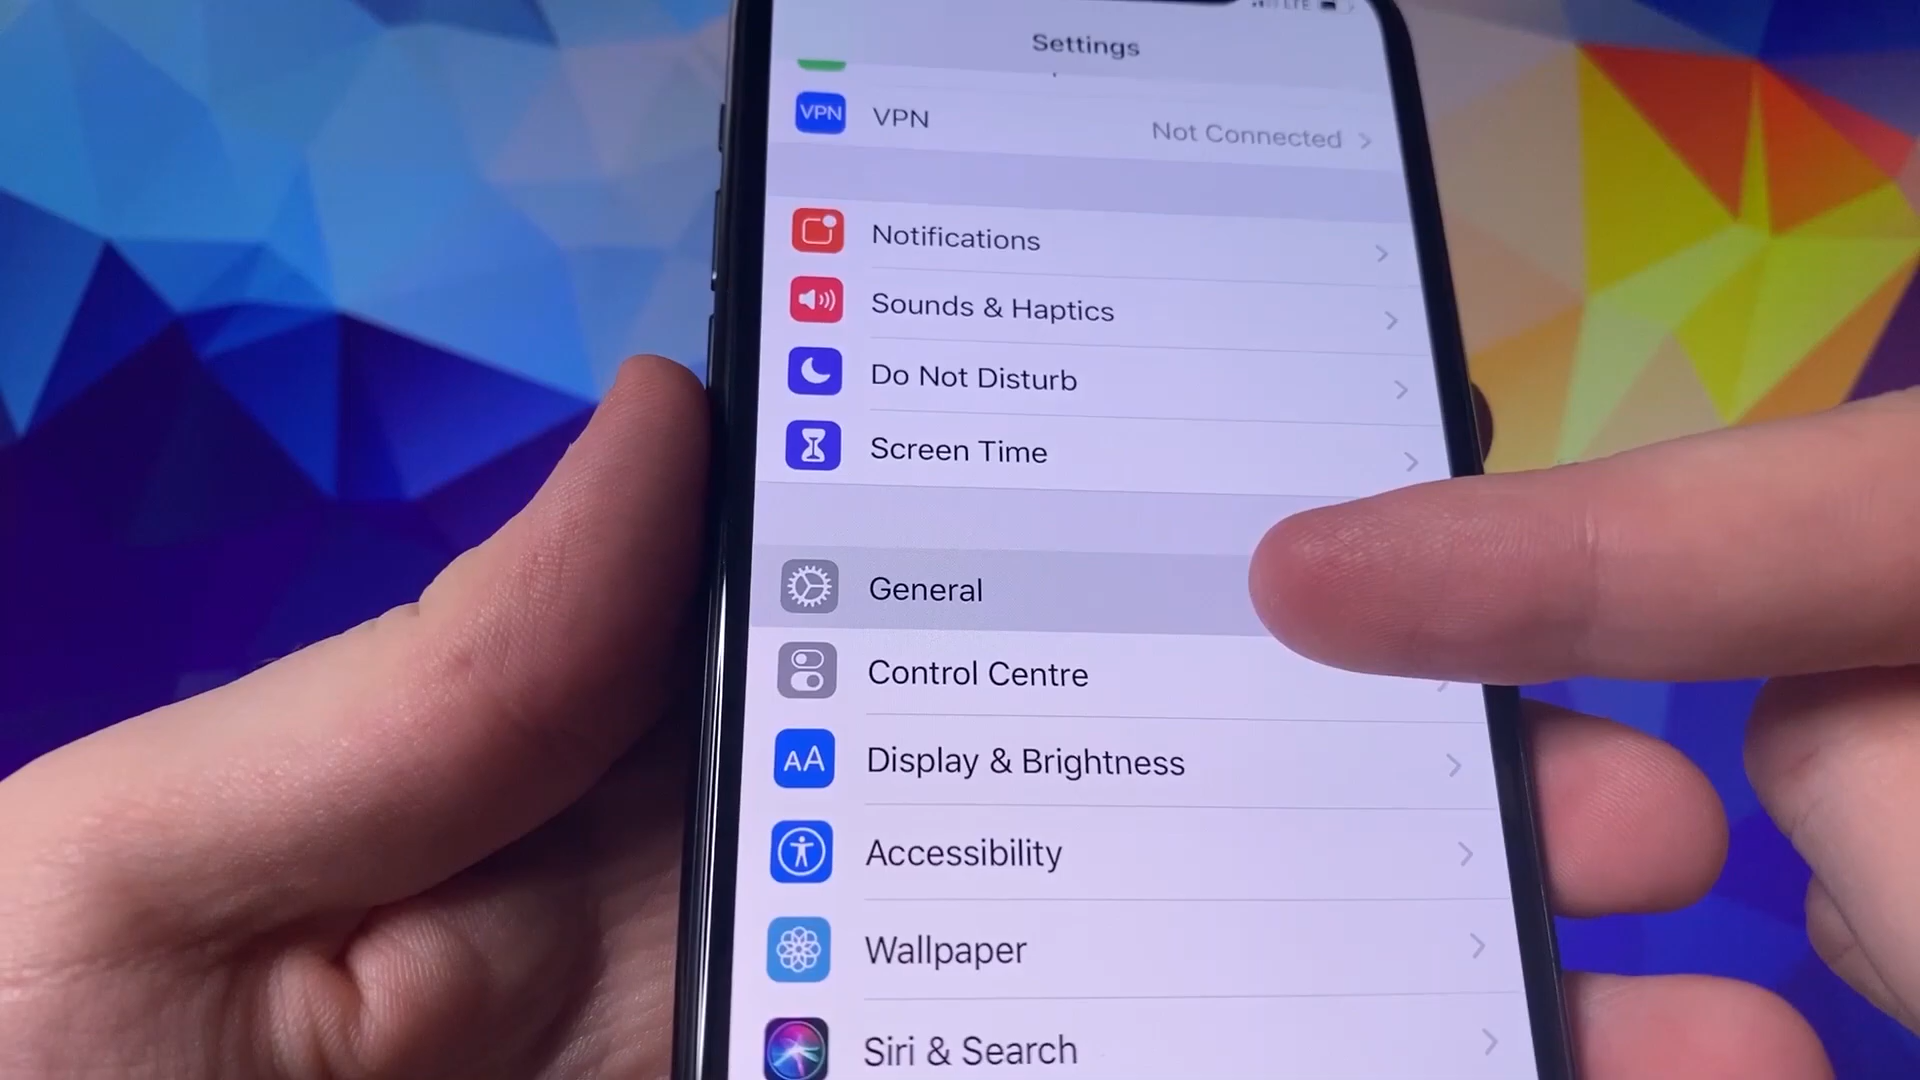 LTE
Settings
VPN VPN Not Connected
Notifications
Sounds & Haptics
Do Not Disturb
Screen Time
General
Control Centre
AA Display & Brightness
Accessibility
Wallpaper
Siri & Search